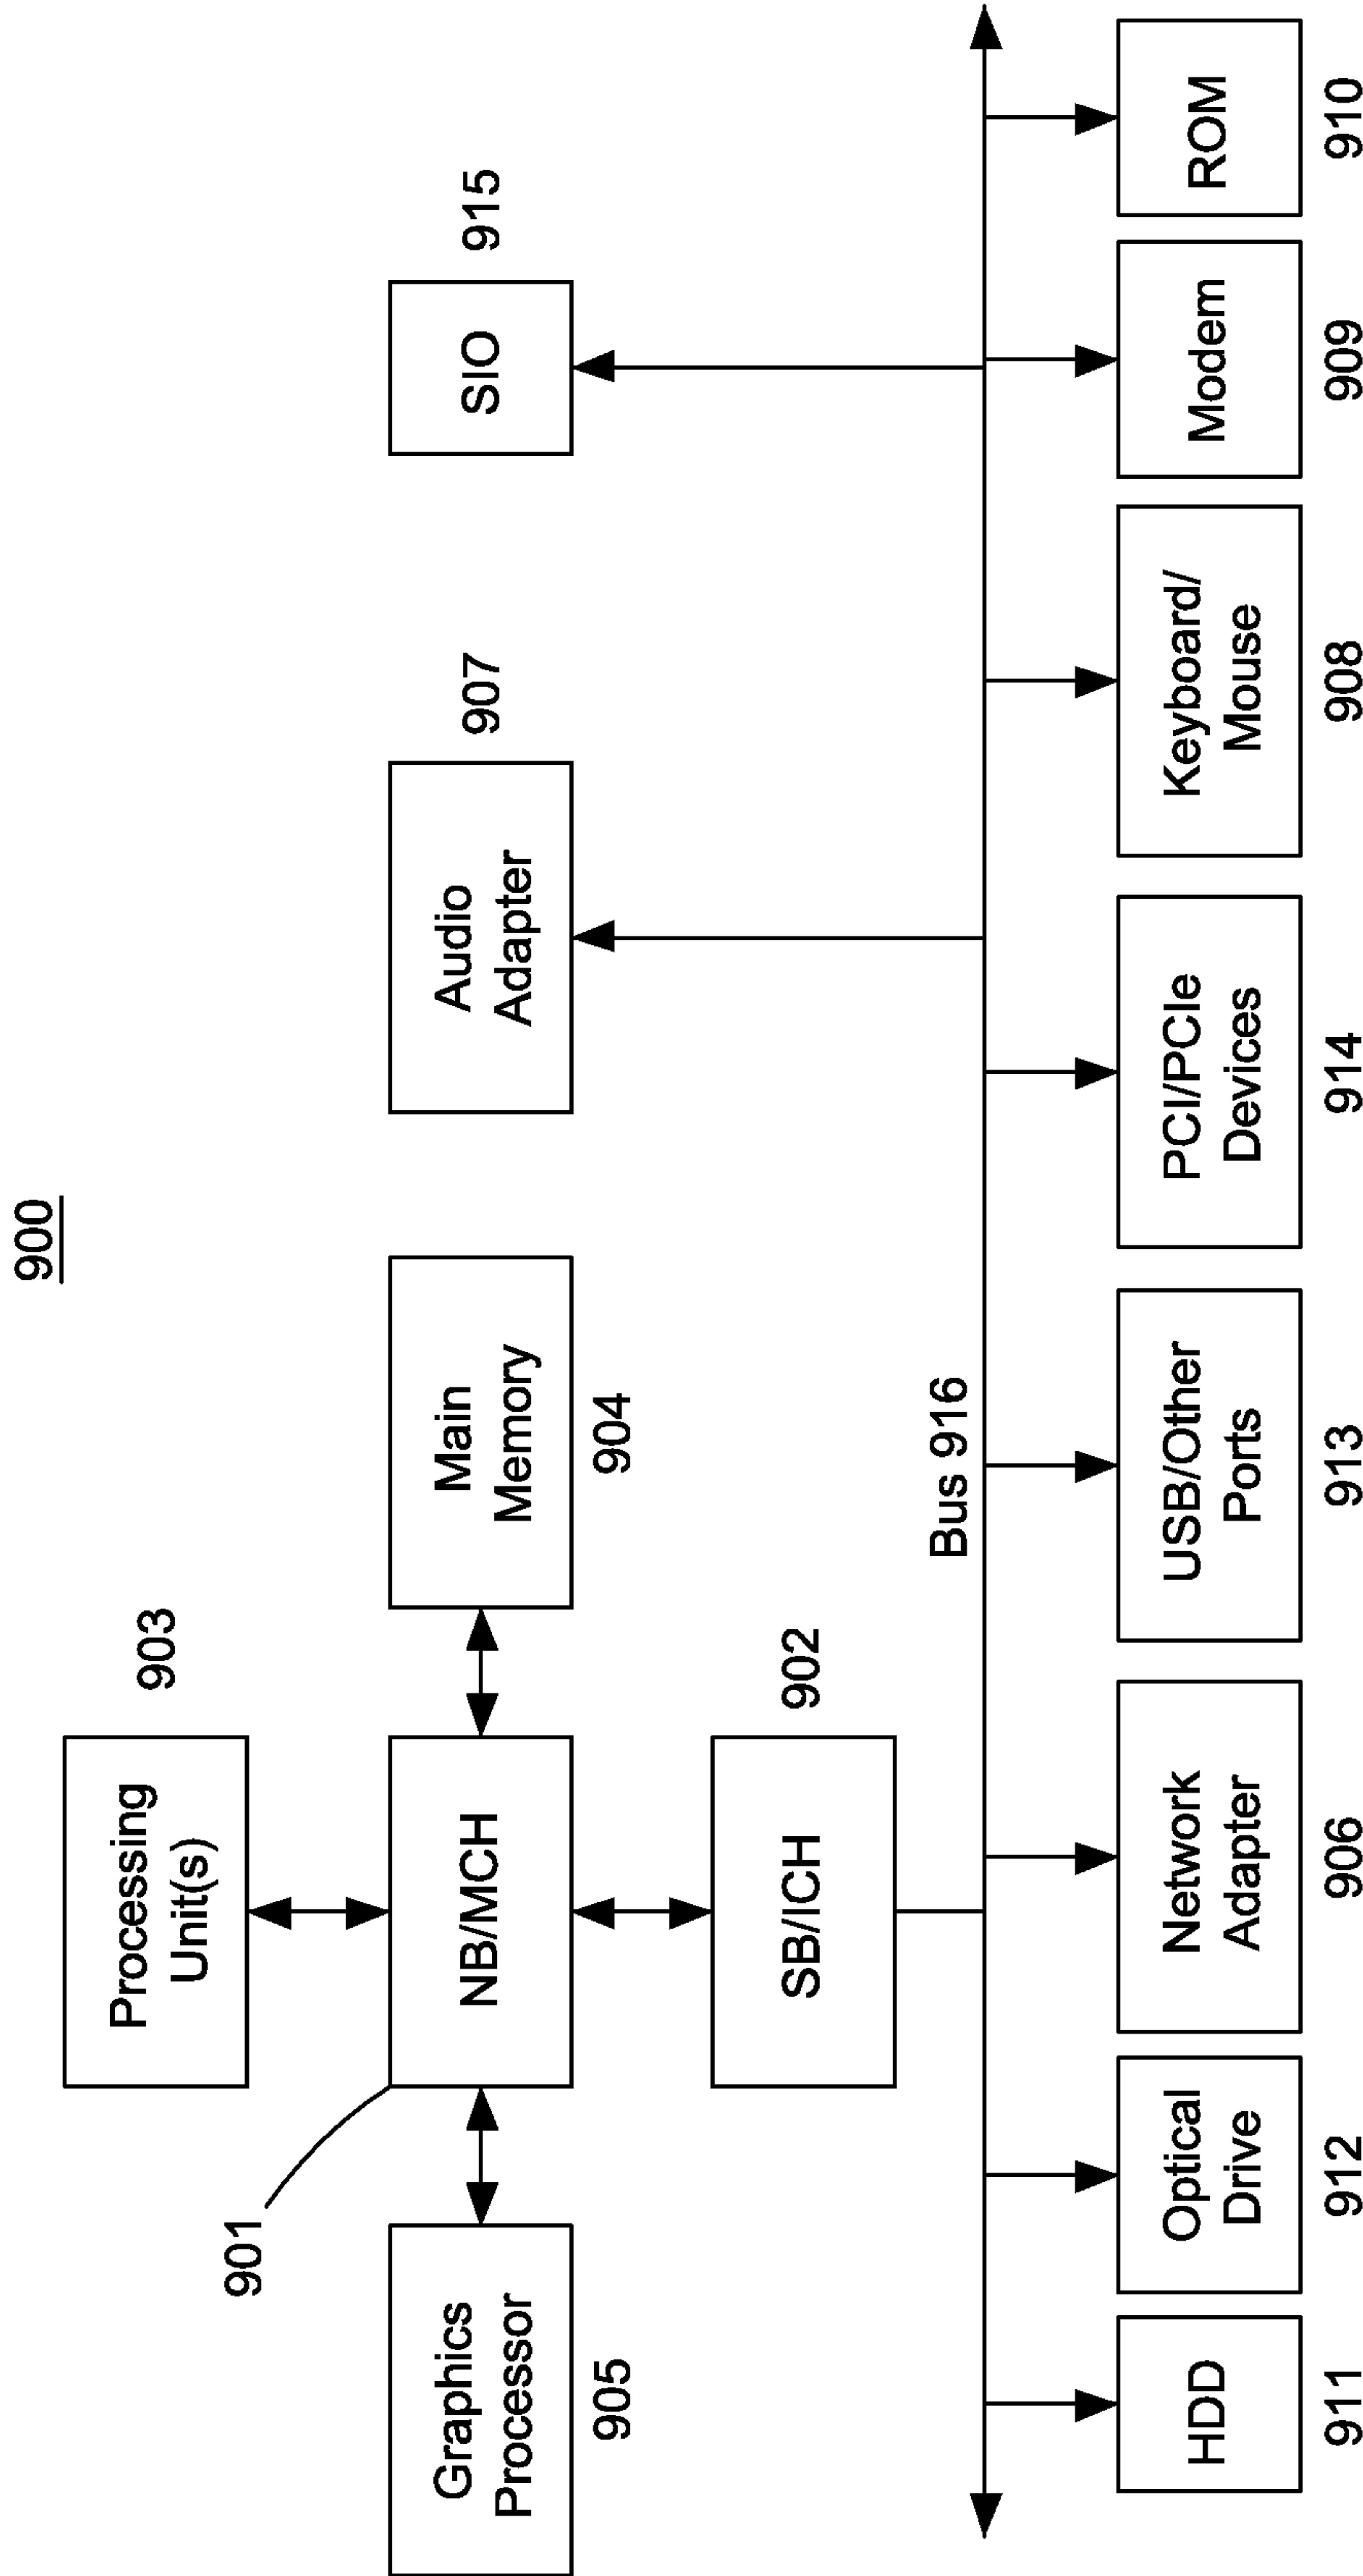 900
Processing
Unit(s)
903
901
Graphics
Processor
905
NB/MCH
Main
Memory
904
Audio
Adapter
907
SIO
915
SB/ICH
902
Bus 916
HDD
911
Optical
Drive
912
Network
Adapter
906
USB/Other
Ports
913
PCI/PCIe
Devices
914
Keyboard/
Mouse
908
Modem
909
ROM
910